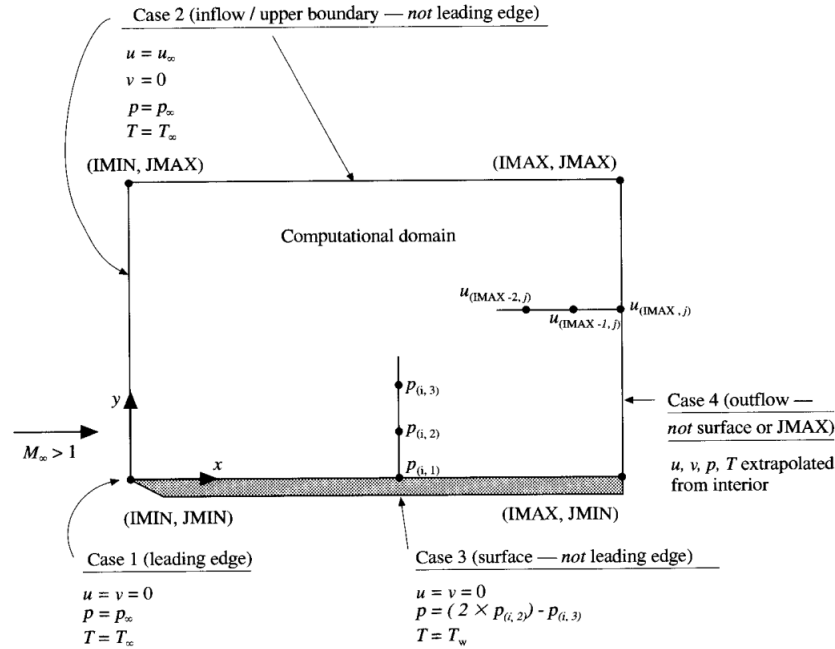 Case 2 (inflow / upper boundary — not leading edge)
u = u∞
v = 0
p = p∞
T = T∞
(IMIN, JMAX)
(IMAX, JMAX)
Computational domain
u(IMAX -2, j)
u(IMAX -1, j)
u(IMAX , j)
p(i, 3)
y
p(i, 2)
M∞ > 1
x
p(i, 1)
Case 4 (outflow —
not surface or JMAX)
u, v, p, T extrapolated
from interior
(IMIN, JMIN)
(IMAX, JMIN)
Case 1 (leading edge)
u = v = 0
p = p∞
T = T∞
Case 3 (surface — not leading edge)
u = v = 0
p = ( 2 × p(i, 2)) - p(i, 3)
T = Tw